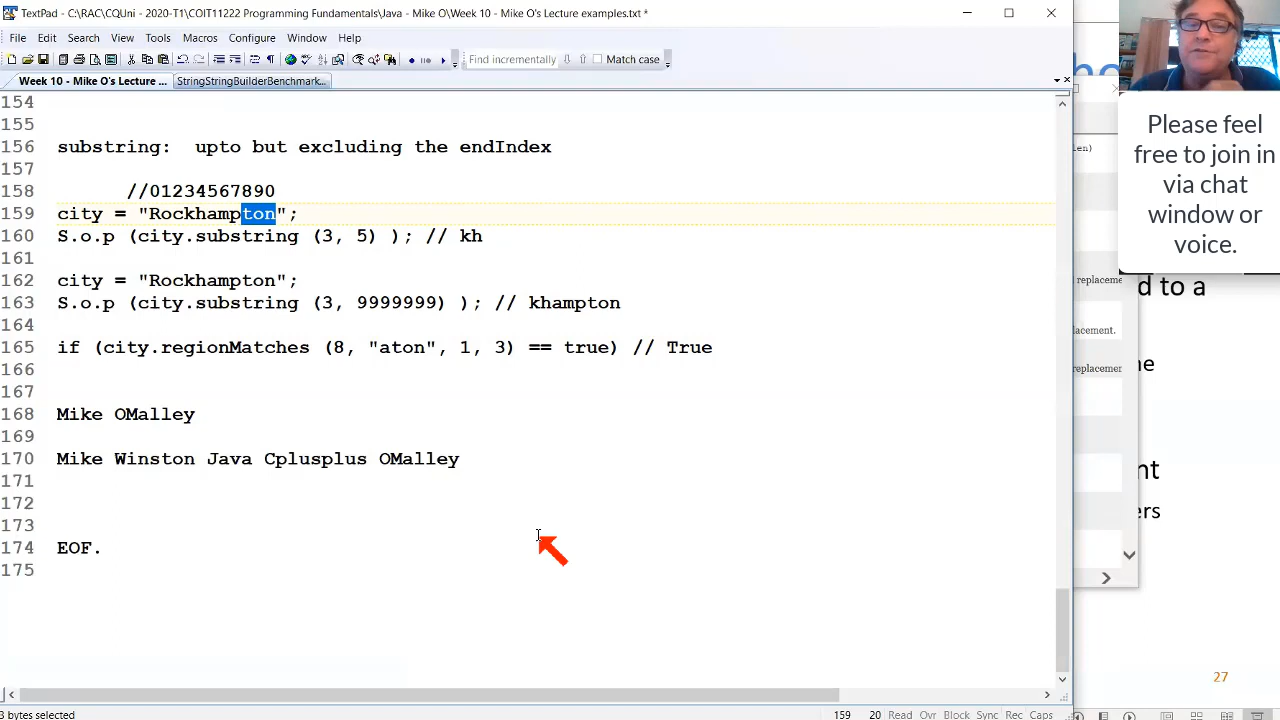 TextPad - C:\RAC\CQUni - 2020-T1\COIT11222 Programming Fundamentals\Java - Mike O\Week 10 - Mike O's Lecture examples.txt *
File Edit Search View Tools Macros Configure Window Help
Find incrementally Match case
Week 10 - Mike O's Lecture ... StringStringBuilderBenchmark...
154
155
156 substring: upto but excluding the endIndex
157
158 //01234567890
159 city = "Rockhampton";
160 S.o.p (city.substring (3, 5) ); // kh
161
162 city = "Rockhampton";
163 S.o.p (city.substring (3, 9999999) ); // khampton
164
165 if (city.regionMatches (8, "aton", 1, 3) == true) // True
166
167
168 Mike OMalley
169
170 Mike Winston Java Cplusplus OMalley
171
172
173
174 EOF.
175
3 bytes selected 159 20 Read Ovr Block Sync Rec Caps
Please feel
free to join in
via chat
window or
voice.
replaceme
d to a
lacement.
ne
replacemen
nt
ers
27